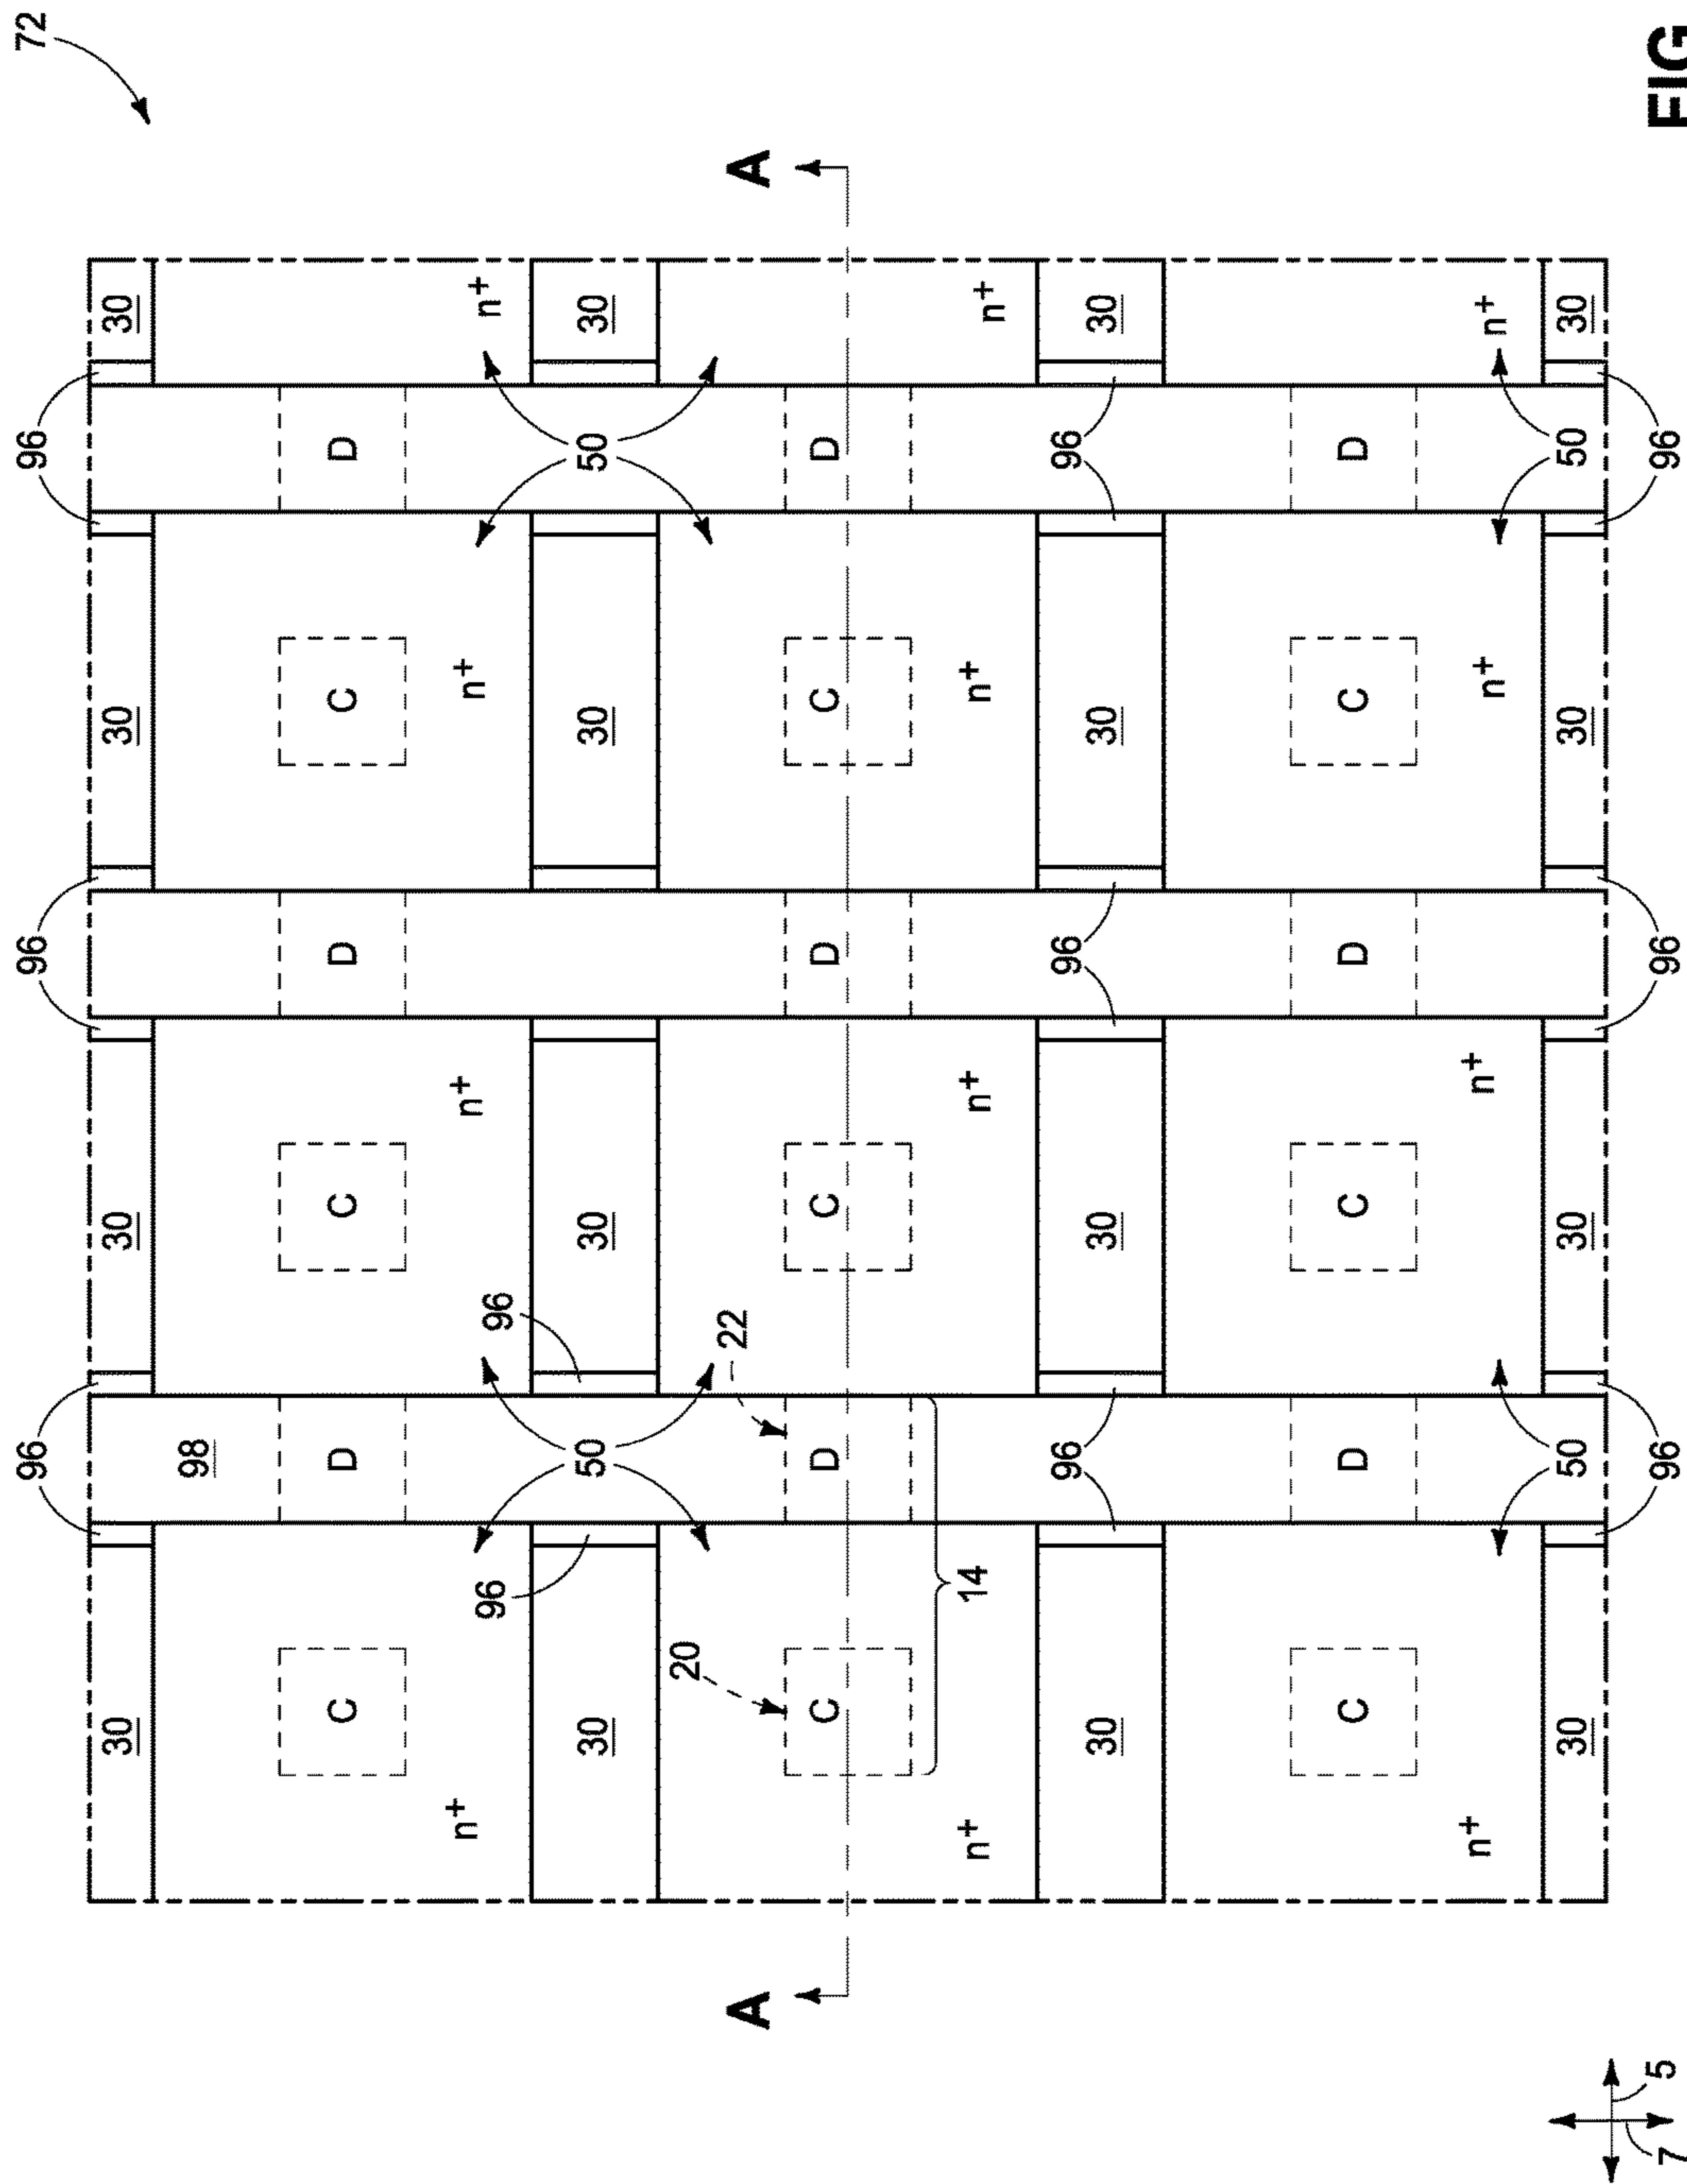 96 96 96 72
30 30 30 30
98
C D C D C D
n+ 96 96 n+ n+ n+
30 50 30 30 50 30
20 22
A A
C D C D C D
n+ 14 n+ n+ n+
96 96 96
30 30 30 30
C D C D C D
n+ n+ n+ n+
30 50 30 30 50 30
7 5 96 96 96
FIG